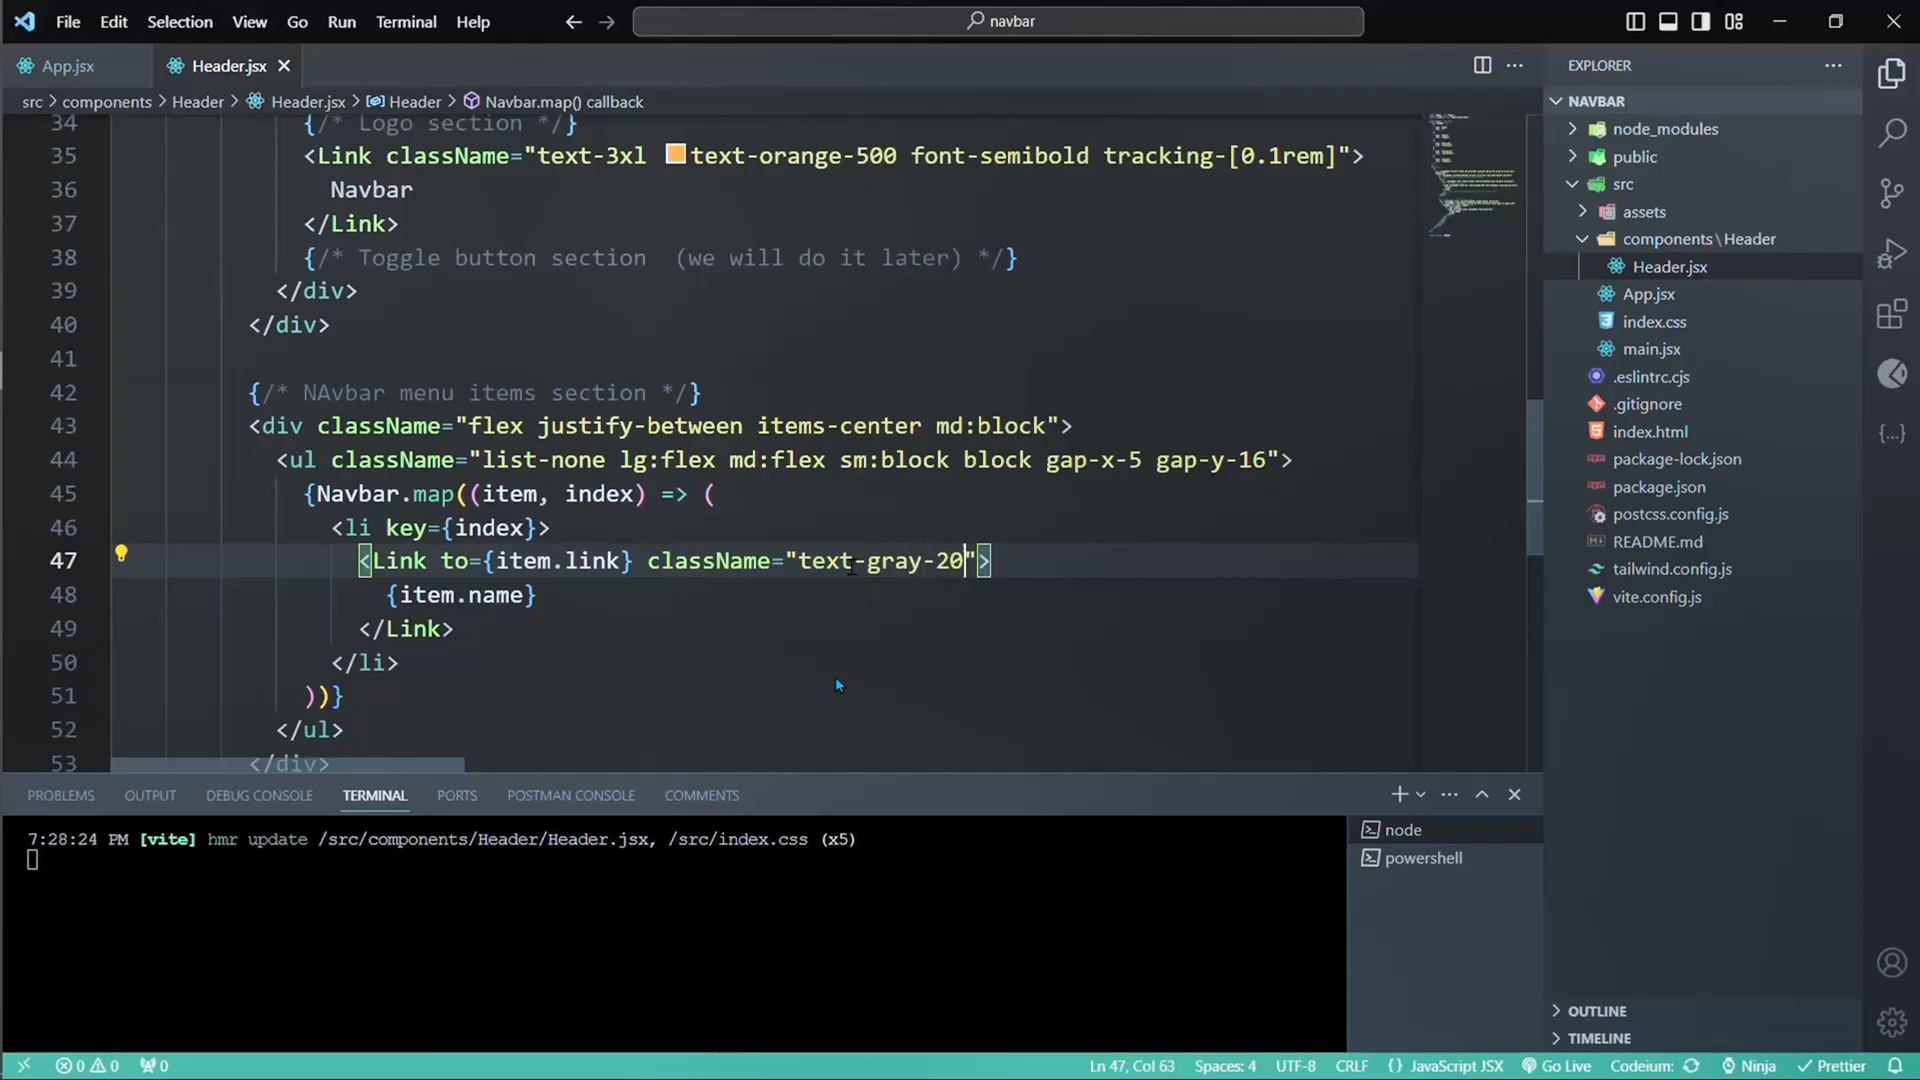 File Edit Selection View Go Run Terminal Help
navbar
App.jsx
Header.jsx
src > components > Header > Header.jsx > Header > Navbar.map() callback
34 {/* Logo section */}
35 <Link className="text-3xl text-orange-500 font-semibold tracking-[0.1rem]">
36 Navbar
37 </Link>
38 {/* Toggle button section  (we will do it later) */}
39 </div>
40 </div>
41
42 {/* NAvbar menu items section */}
43 <div className="flex justify-between items-center md:block">
44 <ul className="list-none lg:flex md:flex sm:block block gap-x-5 gap-y-16">
45 {Navbar.map((item, index) => (
46 <li key={index}>
47 <Link to={item.link} className="text-gray-20">
48 {item.name}
49 </Link>
50 </li>
51 ))}
52 </ul>
53 </div>
EXPLORER
NAVBAR
node_modules
public
src
assets
components\Header
Header.jsx
App.jsx
index.css
main.jsx
.eslintrc.cjs
.gitignore
index.html
package-lock.json
package.json
postcss.config.js
README.md
tailwind.config.js
vite.config.js
OUTLINE
TIMELINE
PROBLEMS OUTPUT DEBUG CONSOLE TERMINAL PORTS POSTMAN CONSOLE COMMENTS
7:28:24 PM [vite] hmr update /src/components/Header/Header.jsx, /src/index.css (x5)
node
powershell
0 0 0
Ln 47, Col 63 Spaces: 4 UTF-8 CRLF {} JavaScript JSX Go Live Codeium: Ninja Prettier